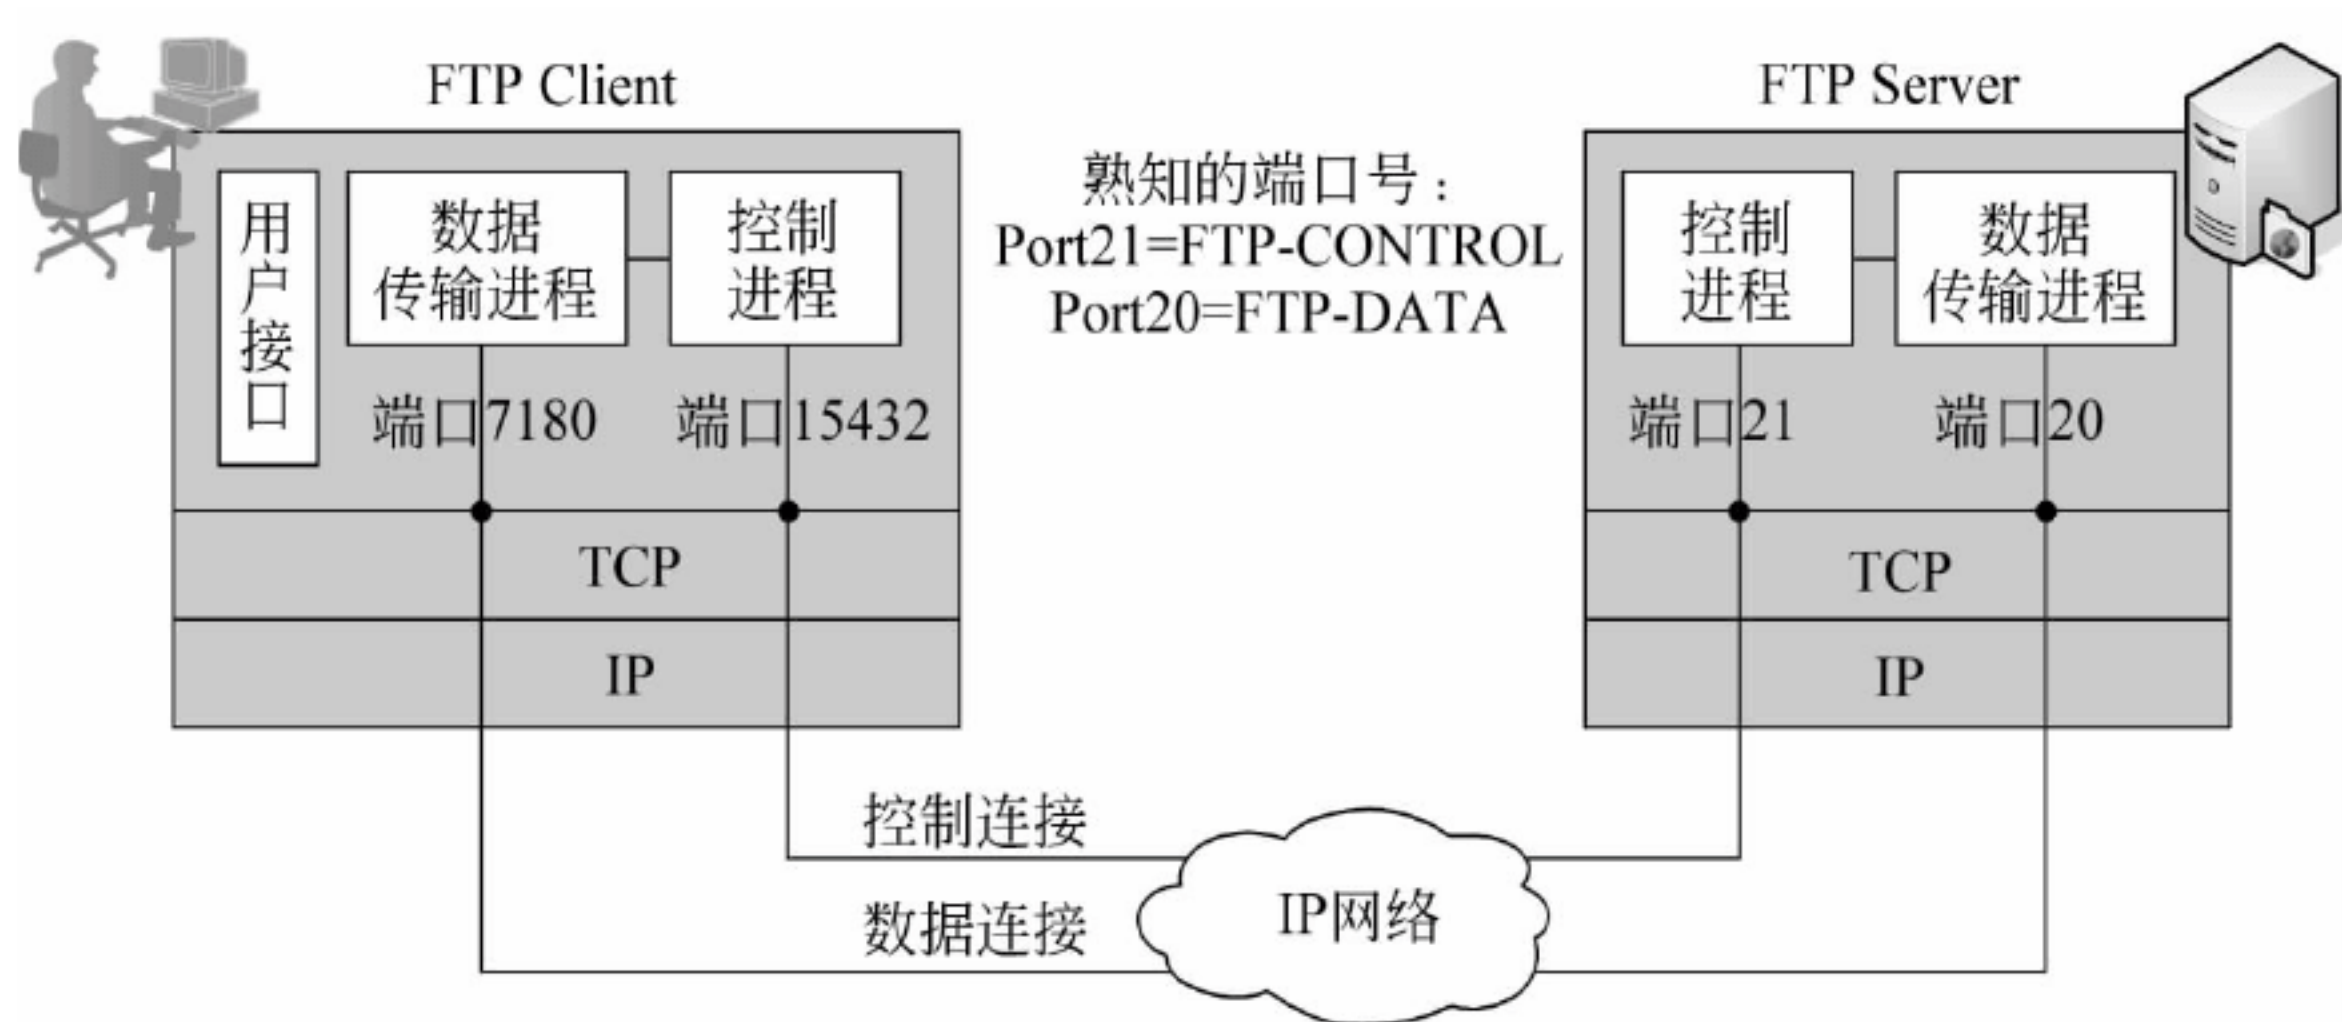 FTP Client
FTP Server
熟知的端口号：
Port21=FTP-CONTROL
Port20=FTP-DATA
用户接口
数据
传输进程
控制
进程
控制
进程
数据
传输进程
端口7180
端口15432
端口21
端口20
TCP
TCP
IP
IP
控制连接
数据连接
IP网络